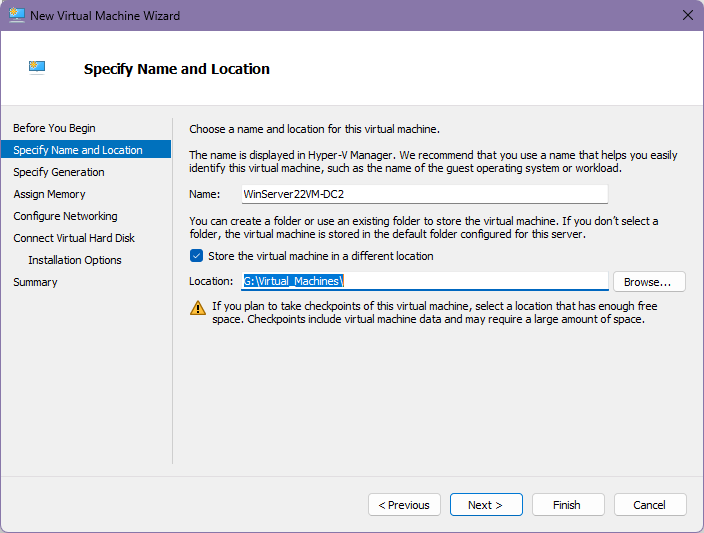 New Virtual Machine Wizard
Specify Name and Location
Before You Begin
Specify Name and Location
Specify Generation
Assign Memory
Configure Networking
Connect Virtual Hard Disk
Installation Options
Summary
Choose a name and location for this virtual machine.
The name is displayed in Hyper-V Manager. We recommend that you use a name that helps you easily
identify this virtual machine, such as the name of the guest operating system or workload.
Name: WinServer22VM-DC2
You can create a folder or use an existing folder to store the virtual machine. If you don't select a
folder, the virtual machine is stored in the default folder configured for this server.
Store the virtual machine in a different location
Location: G:\Virtual_Machines\ Browse...
If you plan to take checkpoints of this virtual machine, select a location that has enough free
space. Checkpoints include virtual machine data and may require a large amount of space.
< Previous Next > Finish Cancel